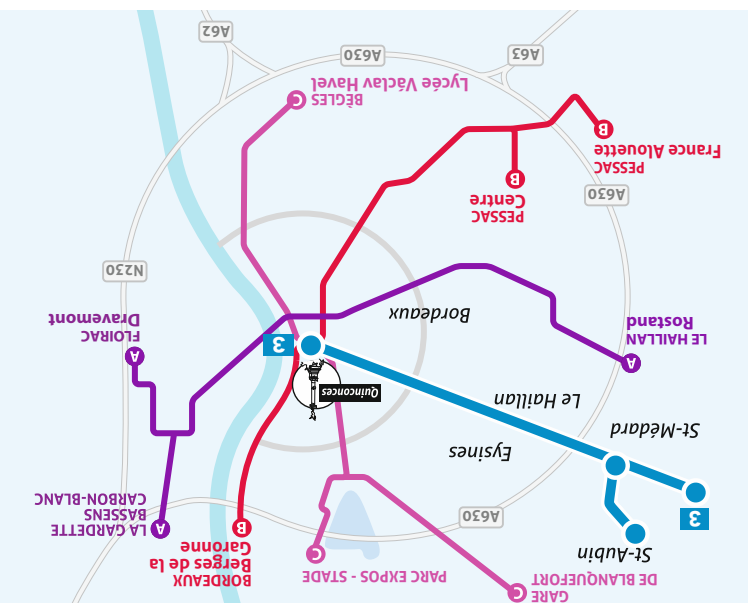 GARE
DE BLANQUEFORT
C
PARC EXPOS - STADE
C
BORDEAUX
Berges de la
Garonne
B
St-Aubin
3
A630
LA GARDETTE
BASSENS
CARBON-BLANC
A
St-Médard
Eysines
Le Haillan
Quinconces
3
LE HAILLAN
Rostand
A
A
FLOIRAC
Dravemont
Bordeaux
N230
A630
PESSAC
Centre
B
PESSAC
France Alouette
B
BÈGLES
Lycée Václav Havel
C
A63
A630
A62